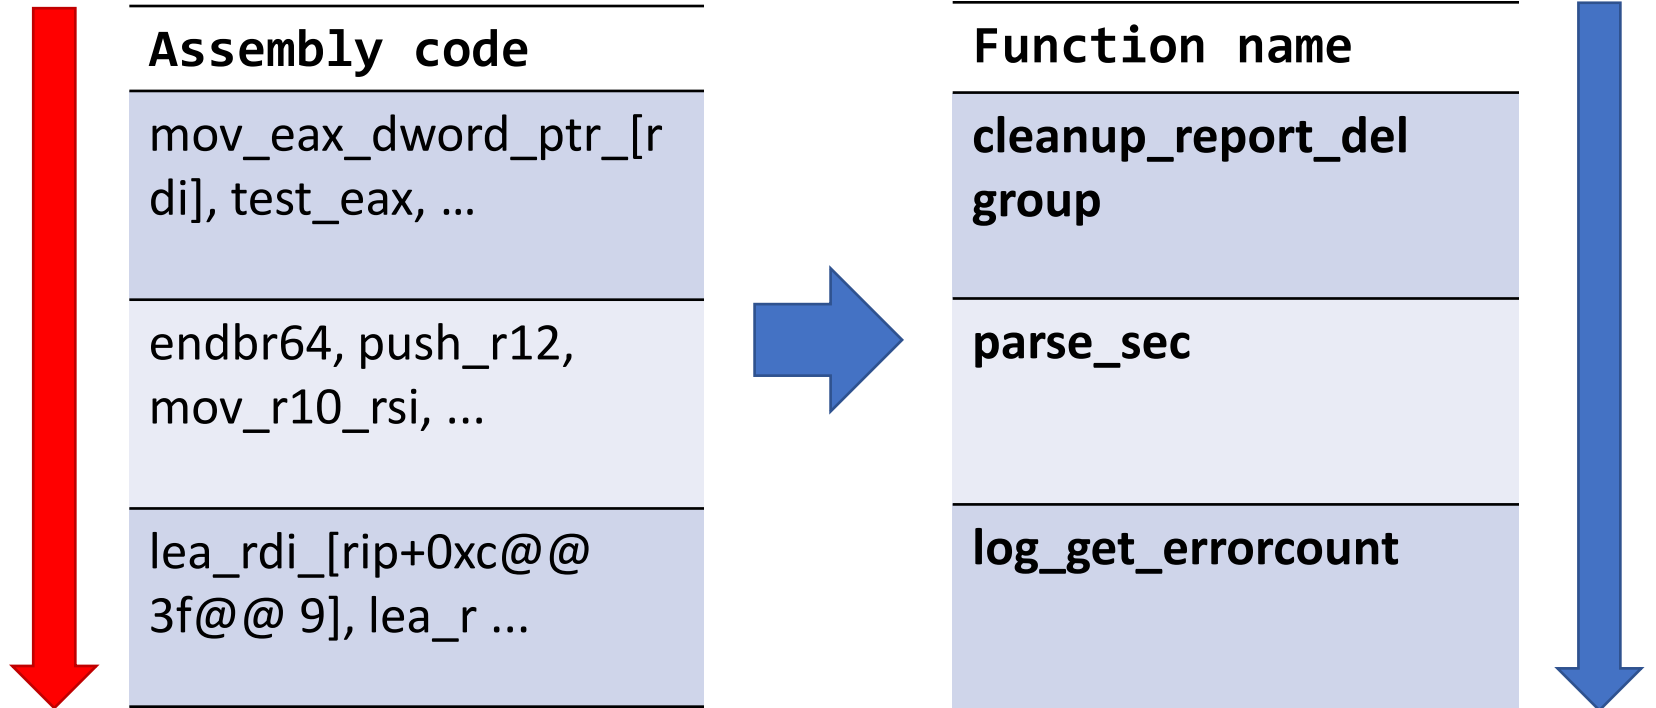 Assembly code
mov_eax_dword_ptr_[r
di], test_eax, ...
endbr64, push_r12,
mov_r10_rsi, ...
lea_rdi_[rip+0xc@@
3f@@ 9], lea_r ...
Function name
cleanup_report_del
group
parse_sec
log_get_errorcount